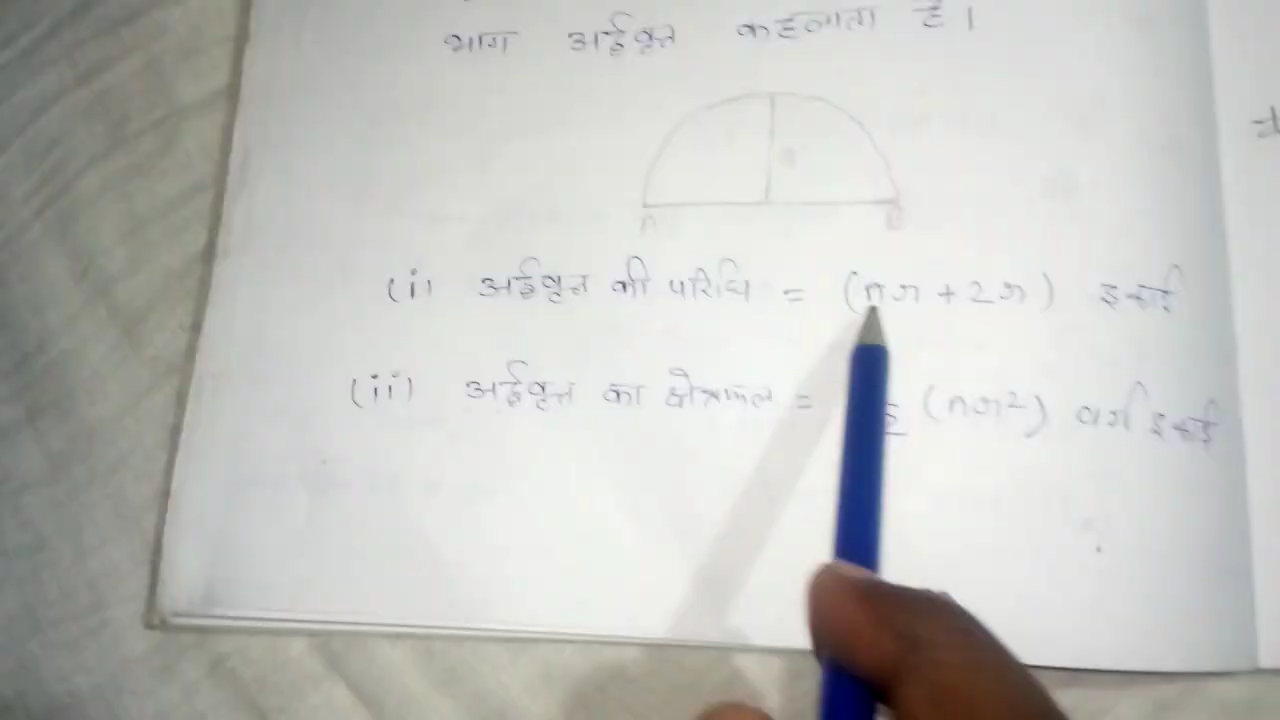 भाग अर्द्धवृत्त कहलाता है।
A B
(i) अर्द्धवृत्त की परिधि = (πr + 2r) इकाई
(ii) अर्द्धवृत्त का क्षेत्रफल = (πr²) वर्ग इकाई